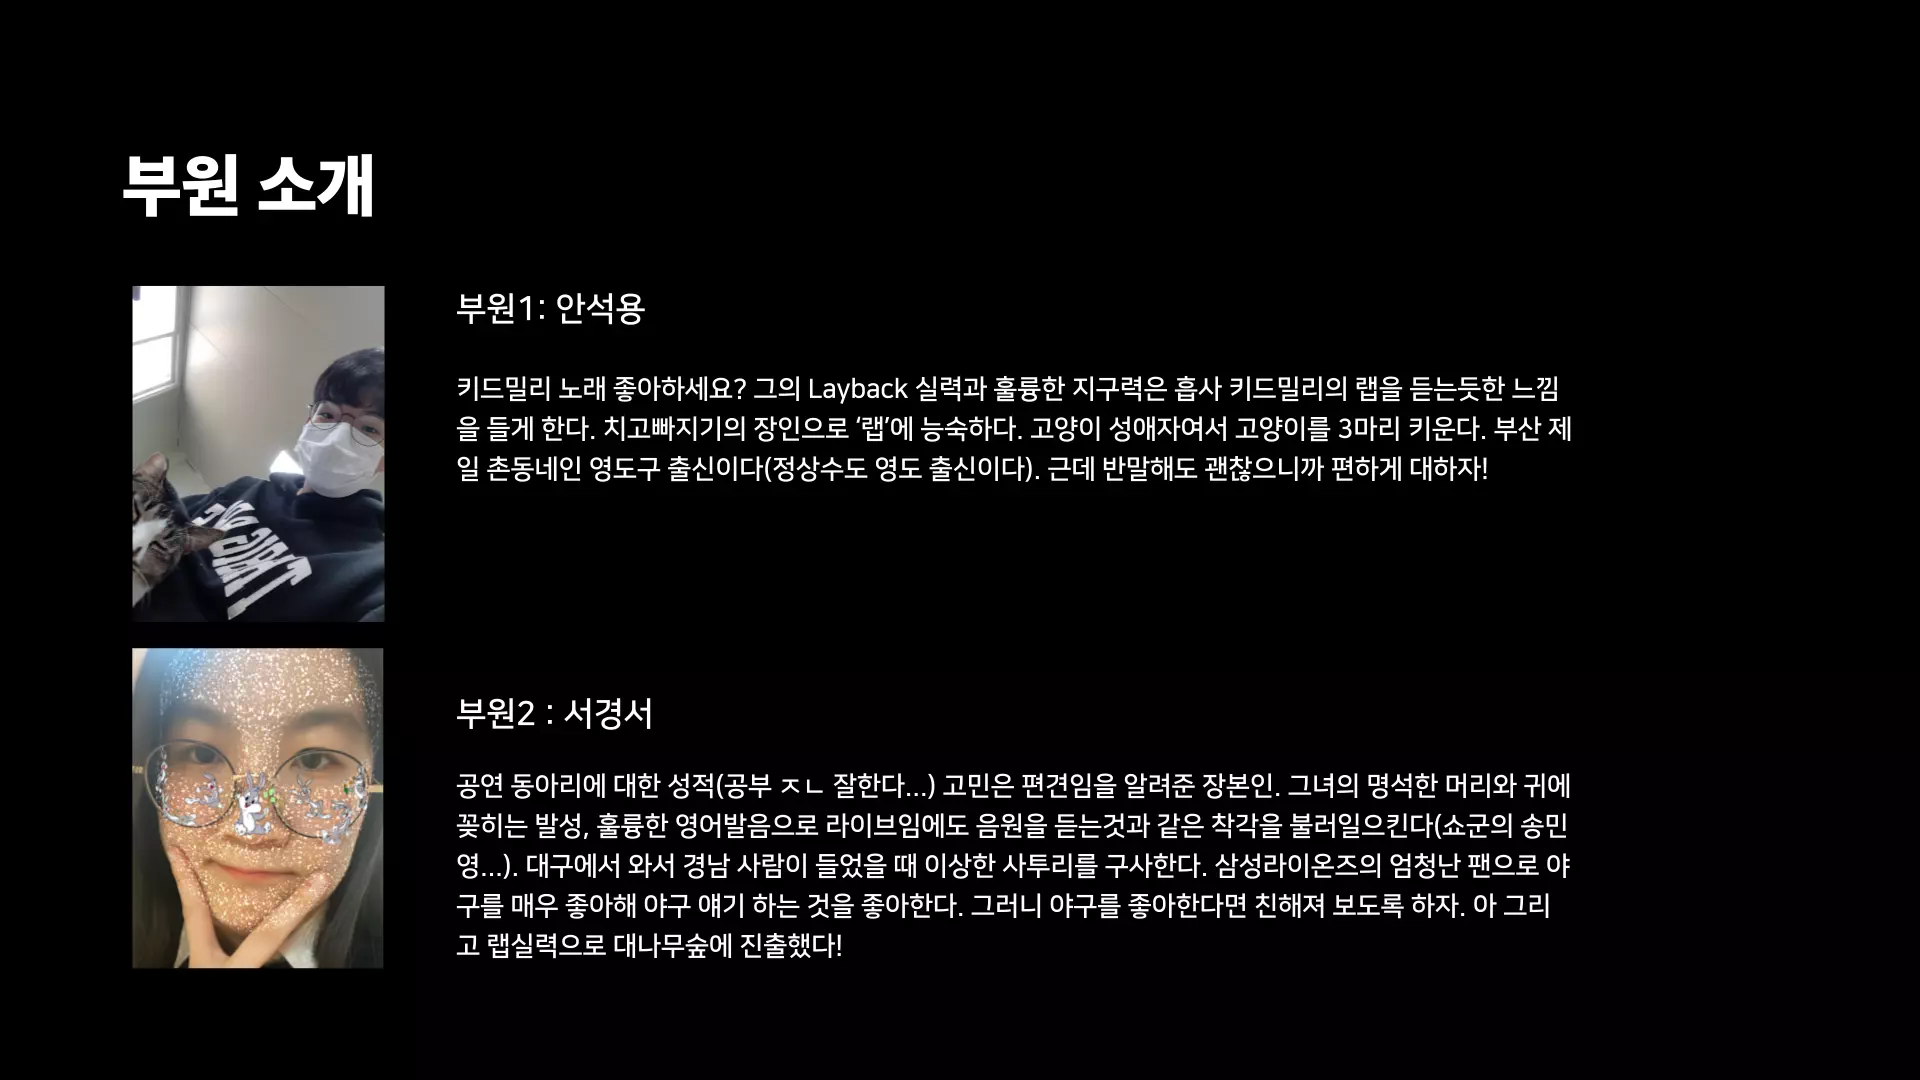 부원 소개
부원1: 안석용
키드밀리 노래 좋아하세요? 그의 Layback 실력과 훌륭한 지구력은 흡사 키드밀리의 랩을 듣는듯한 느낌
을 들게 한다. 치고빠지기의 장인으로 ‘랩’에 능숙하다. 고양이 성애자여서 고양이를 3마리 키운다. 부산 제
일 촌동네인 영도구 출신이다(정상수도 영도 출신이다). 근데 반말해도 괜찮으니까 편하게 대하자!
부원2 : 서경서
공연 동아리에 대한 성적(공부 ㅈㄴ 잘한다...) 고민은 편견임을 알려준 장본인. 그녀의 명석한 머리와 귀에
꽂히는 발성, 훌륭한 영어발음으로 라이브임에도 음원을 듣는것과 같은 착각을 불러일으킨다(쇼군의 송민
영...). 대구에서 와서 경남 사람이 들었을 때 이상한 사투리를 구사한다. 삼성라이온즈의 엄청난 팬으로 야
구를 매우 좋아해 야구 얘기 하는 것을 좋아한다. 그러니 야구를 좋아한다면 친해져 보도록 하자. 아 그리
고 랩실력으로 대나무숲에 진출했다!